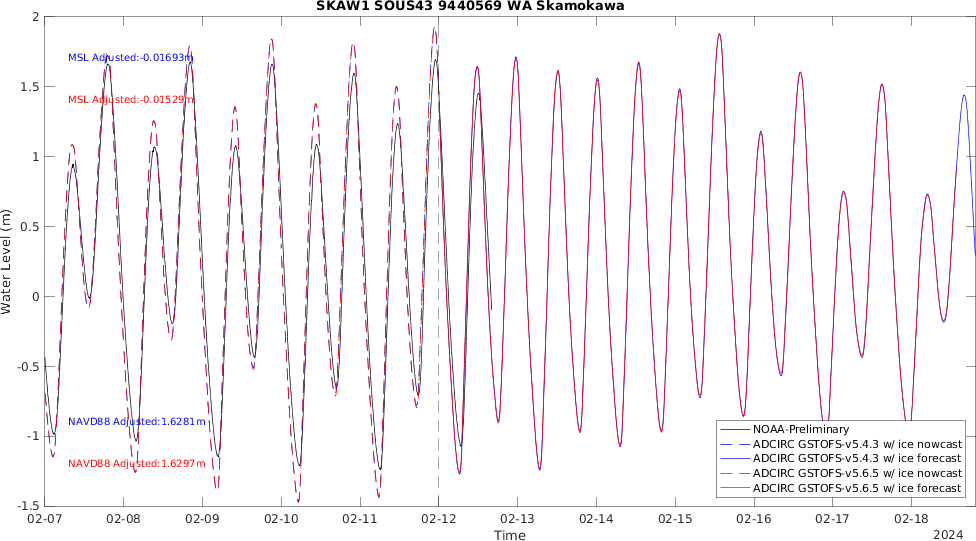 SKAW1 SOUS43 9440569 WA Skamokawa
2
1.5
1
0.5
0
-0.5
-1
-1.5
Water Level (m)
MSL Adjusted:-0.01693m
MSL Adjusted:-0.01529m
NAVD88 Adjusted:1.6281m
NAVD88 Adjusted:1.6297m
NOAA-Preliminary
ADCIRC GSTOFS-v5.4.3 w/ ice nowcast
ADCIRC GSTOFS-v5.4.3 w/ ice forecast
ADCIRC GSTOFS-v5.6.5 w/ ice nowcast
ADCIRC GSTOFS-v5.6.5 w/ ice forecast
02-07 02-08 02-09 02-10 02-11 02-12 02-13 02-14 02-15 02-16 02-17 02-18
Time
2024